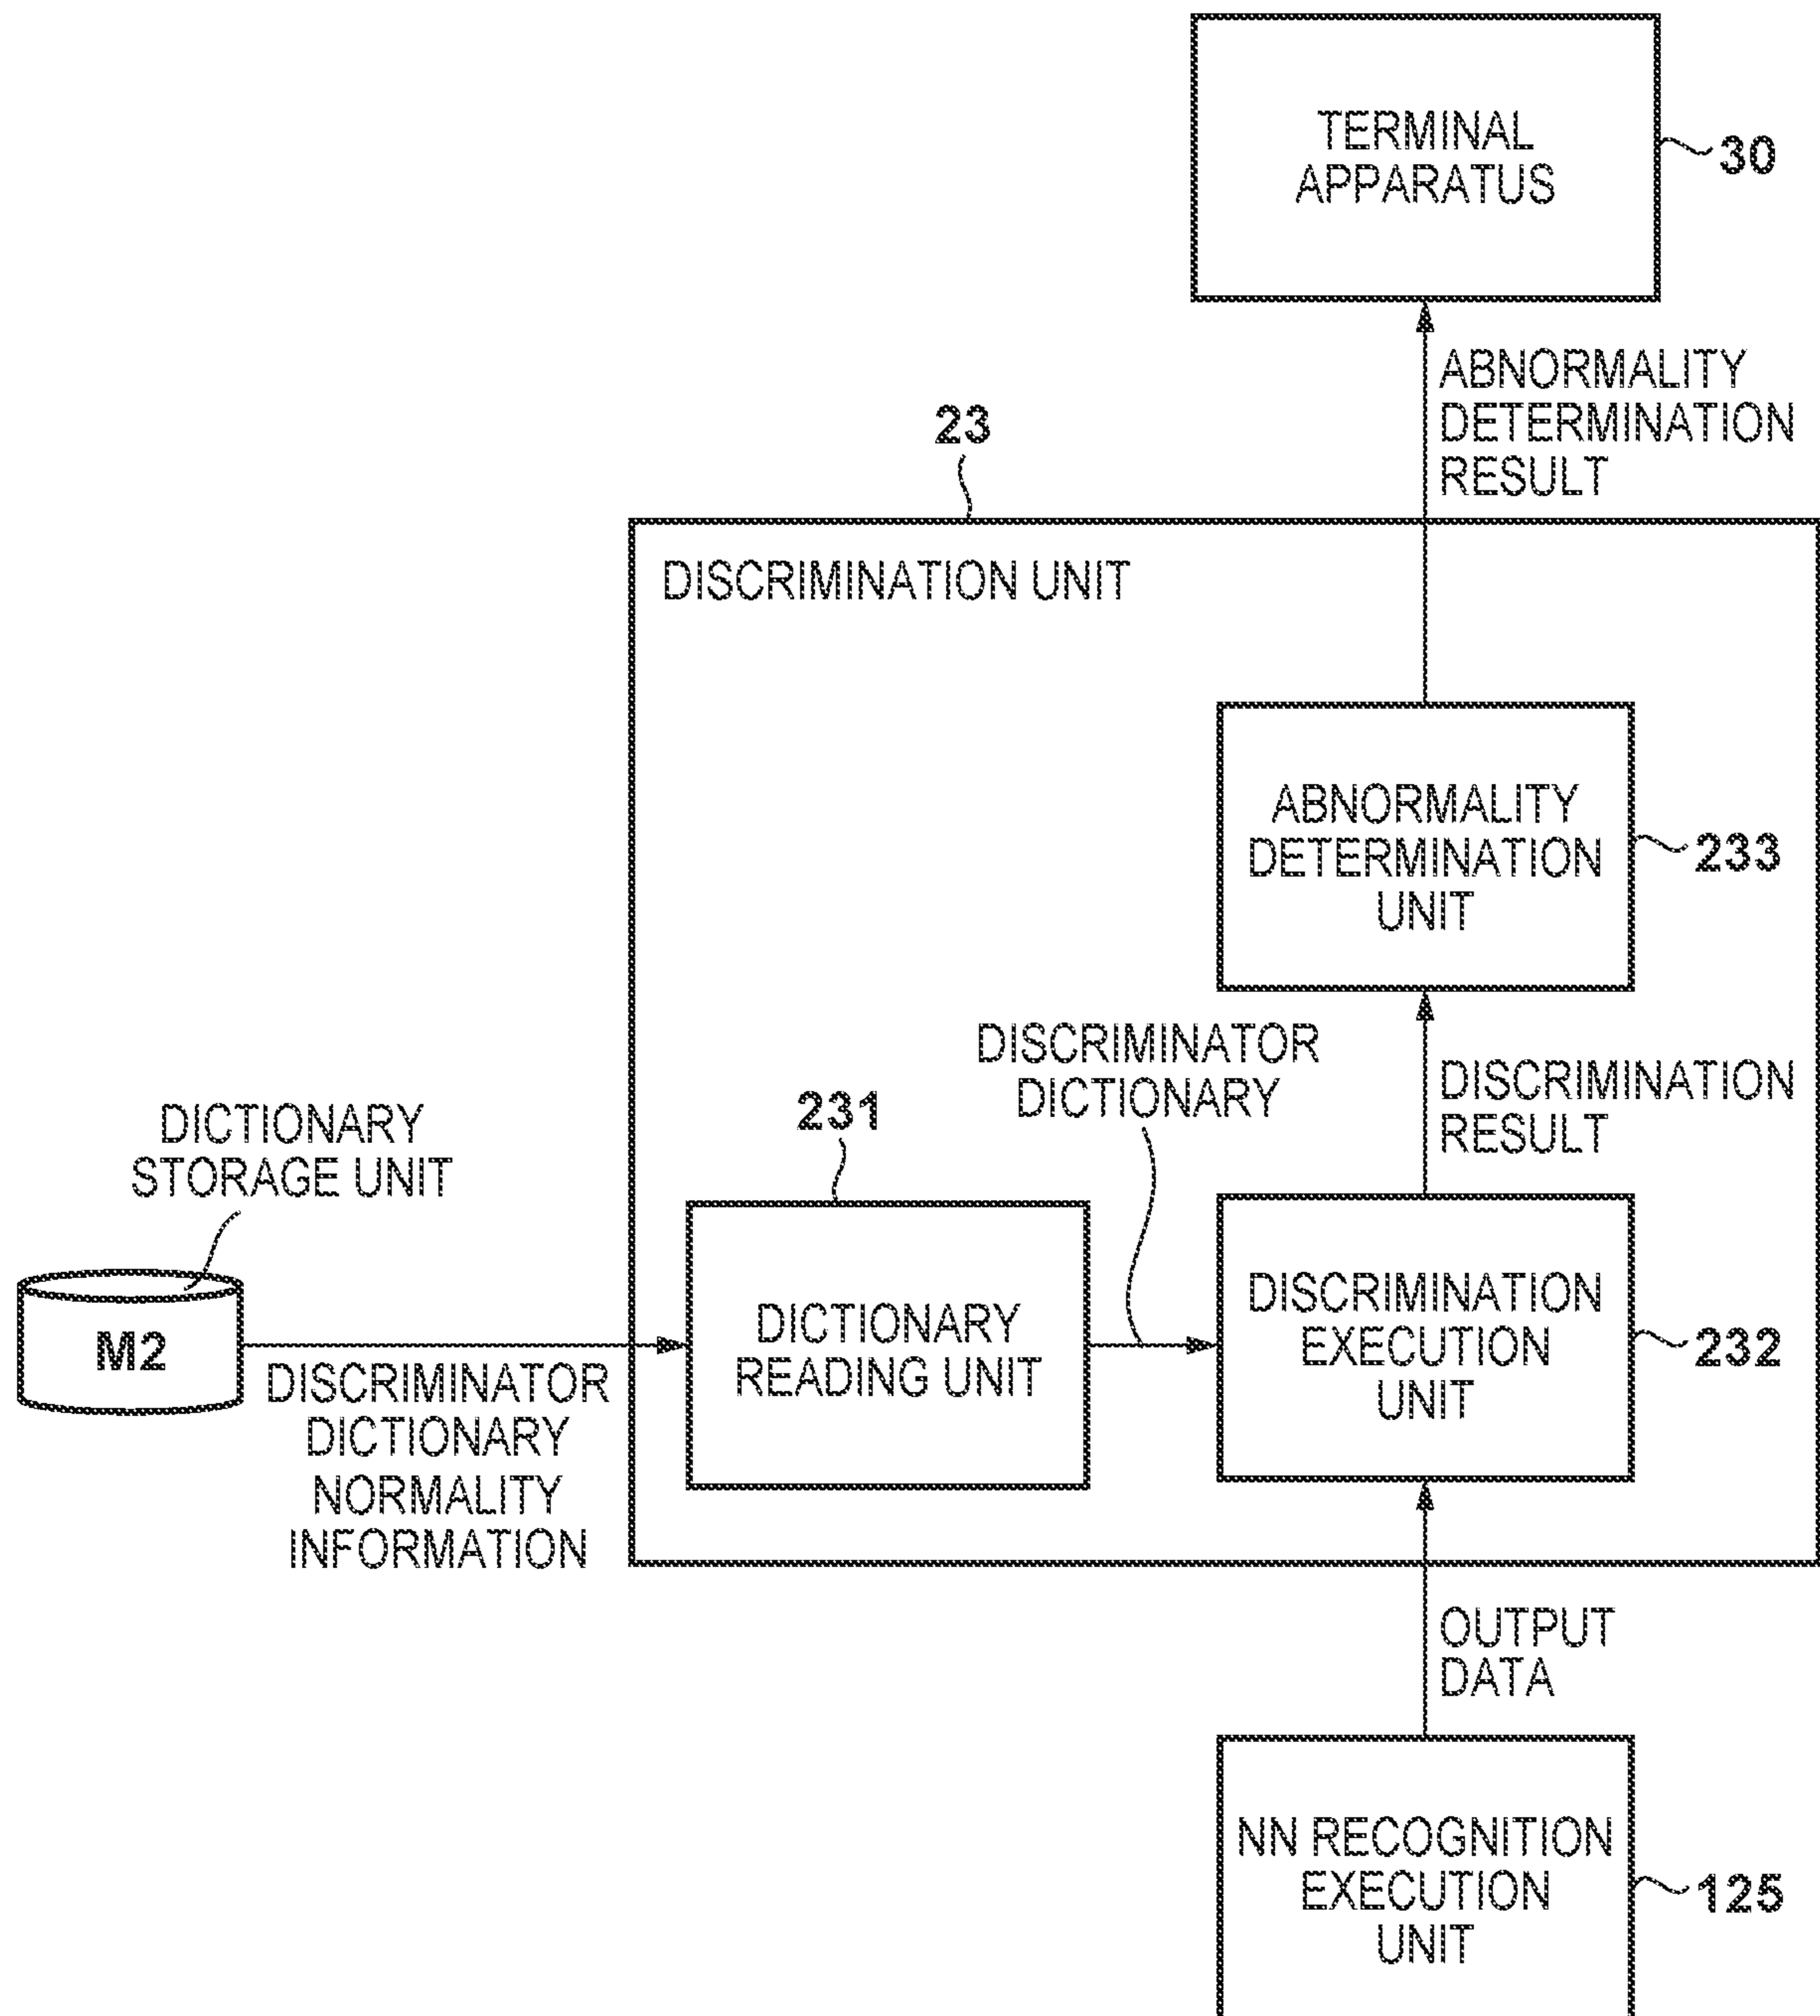 TERMINAL
APPARATUS
30
ABNORMALITY
DETERMINATION
RESULT
23
DISCRIMINATION UNIT
ABNORMALITY
DETERMINATION
UNIT
233
DISCRIMINATOR
DICTIONARY
DISCRIMINATION
RESULT
231
DICTIONARY
STORAGE UNIT
M2
DISCRIMINATOR
DICTIONARY
NORMALITY
INFORMATION
DICTIONARY
READING UNIT
DISCRIMINATION
EXECUTION
UNIT
232
OUTPUT
DATA
NN RECOGNITION
EXECUTION
UNIT
125